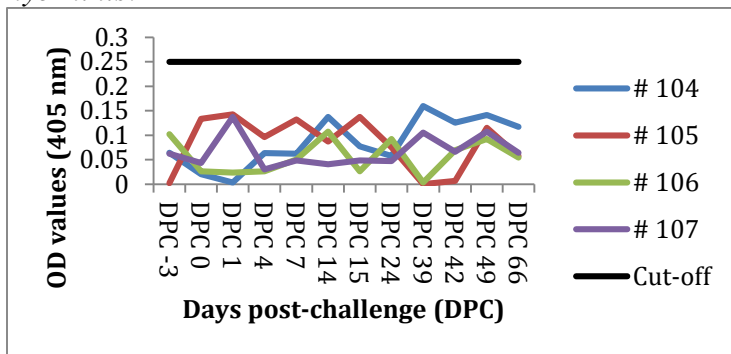 0.3
0.25
0.2
0.15
0.1
0.05
0
OD values (405 nm)
DPC -3
DPC 0
DPC 1
DPC 4
DPC 7
DPC 14
DPC 15
DPC 24
DPC 39
DPC 42
DPC 49
DPC 66
Days post-challenge (DPC)
# 104
# 105
# 106
# 107
Cut-off